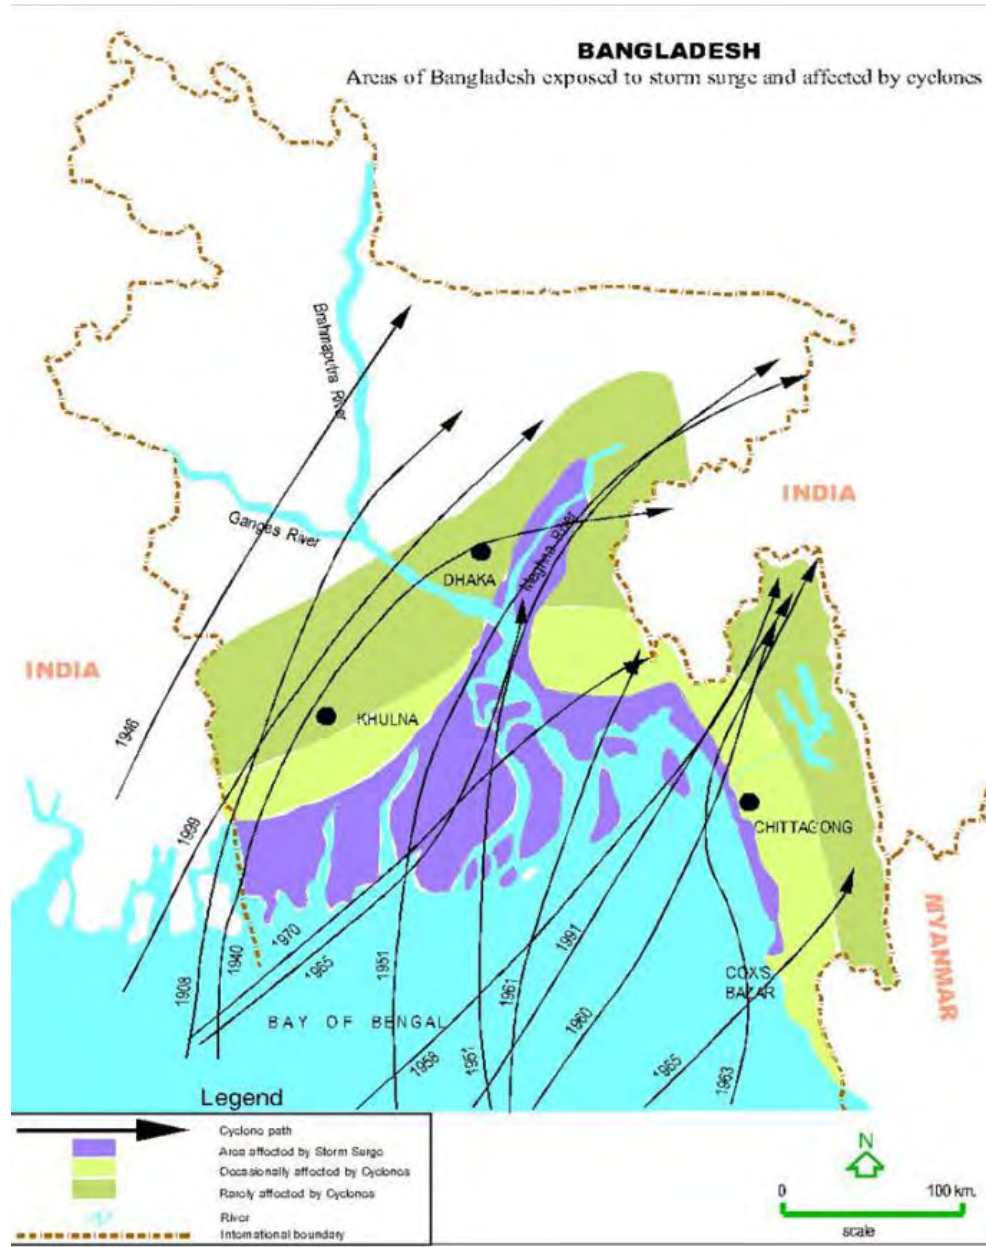 BANGLADESH
Areas of Bangladesh exposed to storm surge and affected by cyclones
Brahmaputra River
Ganges River
INDIA
Meghna River
DHAKA
INDIA
KHULNA
1946
1999
CHITTAGONG
MYANMAR
1970
1940
1965
1951
1991
1908
1961
COX'S
BAZAR
BAY OF BENGAL
1960
1958
1965
1963
Legend
Cyclone path
Area affected by Storm Surge
Occasionally affected by Cyclones
Rarely affected by Cyclones
River
International boundary
N
0
100 km.
scale